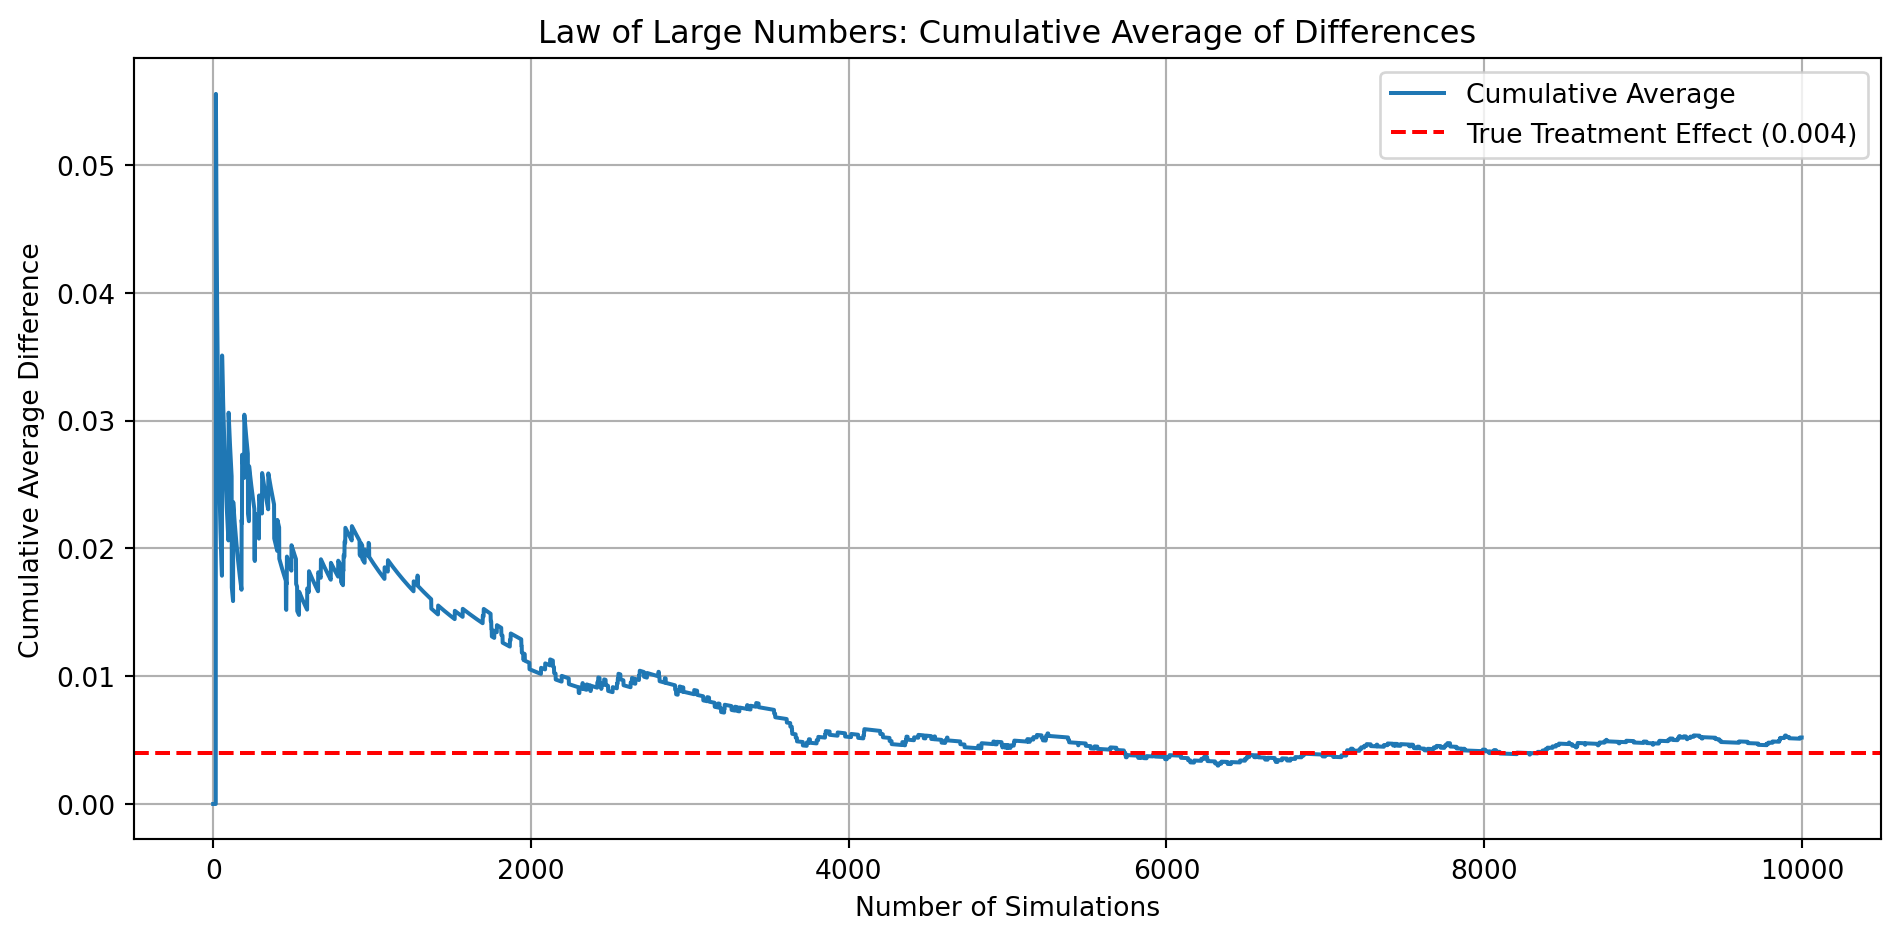 Law of Large Numbers: Cumulative Average of Differences
Cumulative Average
True Treatment Effect (0.004)
Cumulative Average Difference
0.05
0.04
0.03
0.02
0.01
0.00
0 2000 4000 6000 8000 10000
Number of Simulations